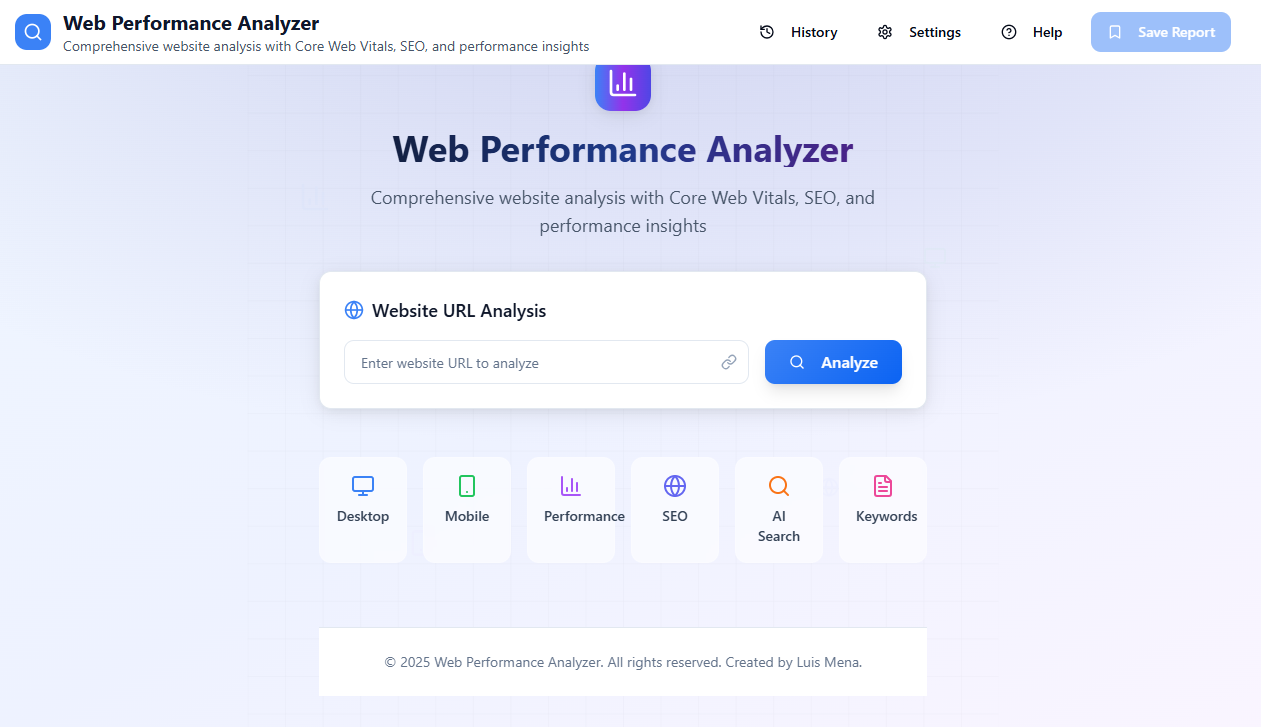 Web Performance Analyzer
Comprehensive website analysis with Core Web Vitals, SEO, and performance insights
History
Settings
Help
Save Report
Web Performance Analyzer
Comprehensive website analysis with Core Web Vitals, SEO, and
performance insights
Website URL Analysis
Enter website URL to analyze
Analyze
Desktop
Mobile
Performance
SEO
AI
Search
Keywords
© 2025 Web Performance Analyzer. All rights reserved. Created by Luis Mena.